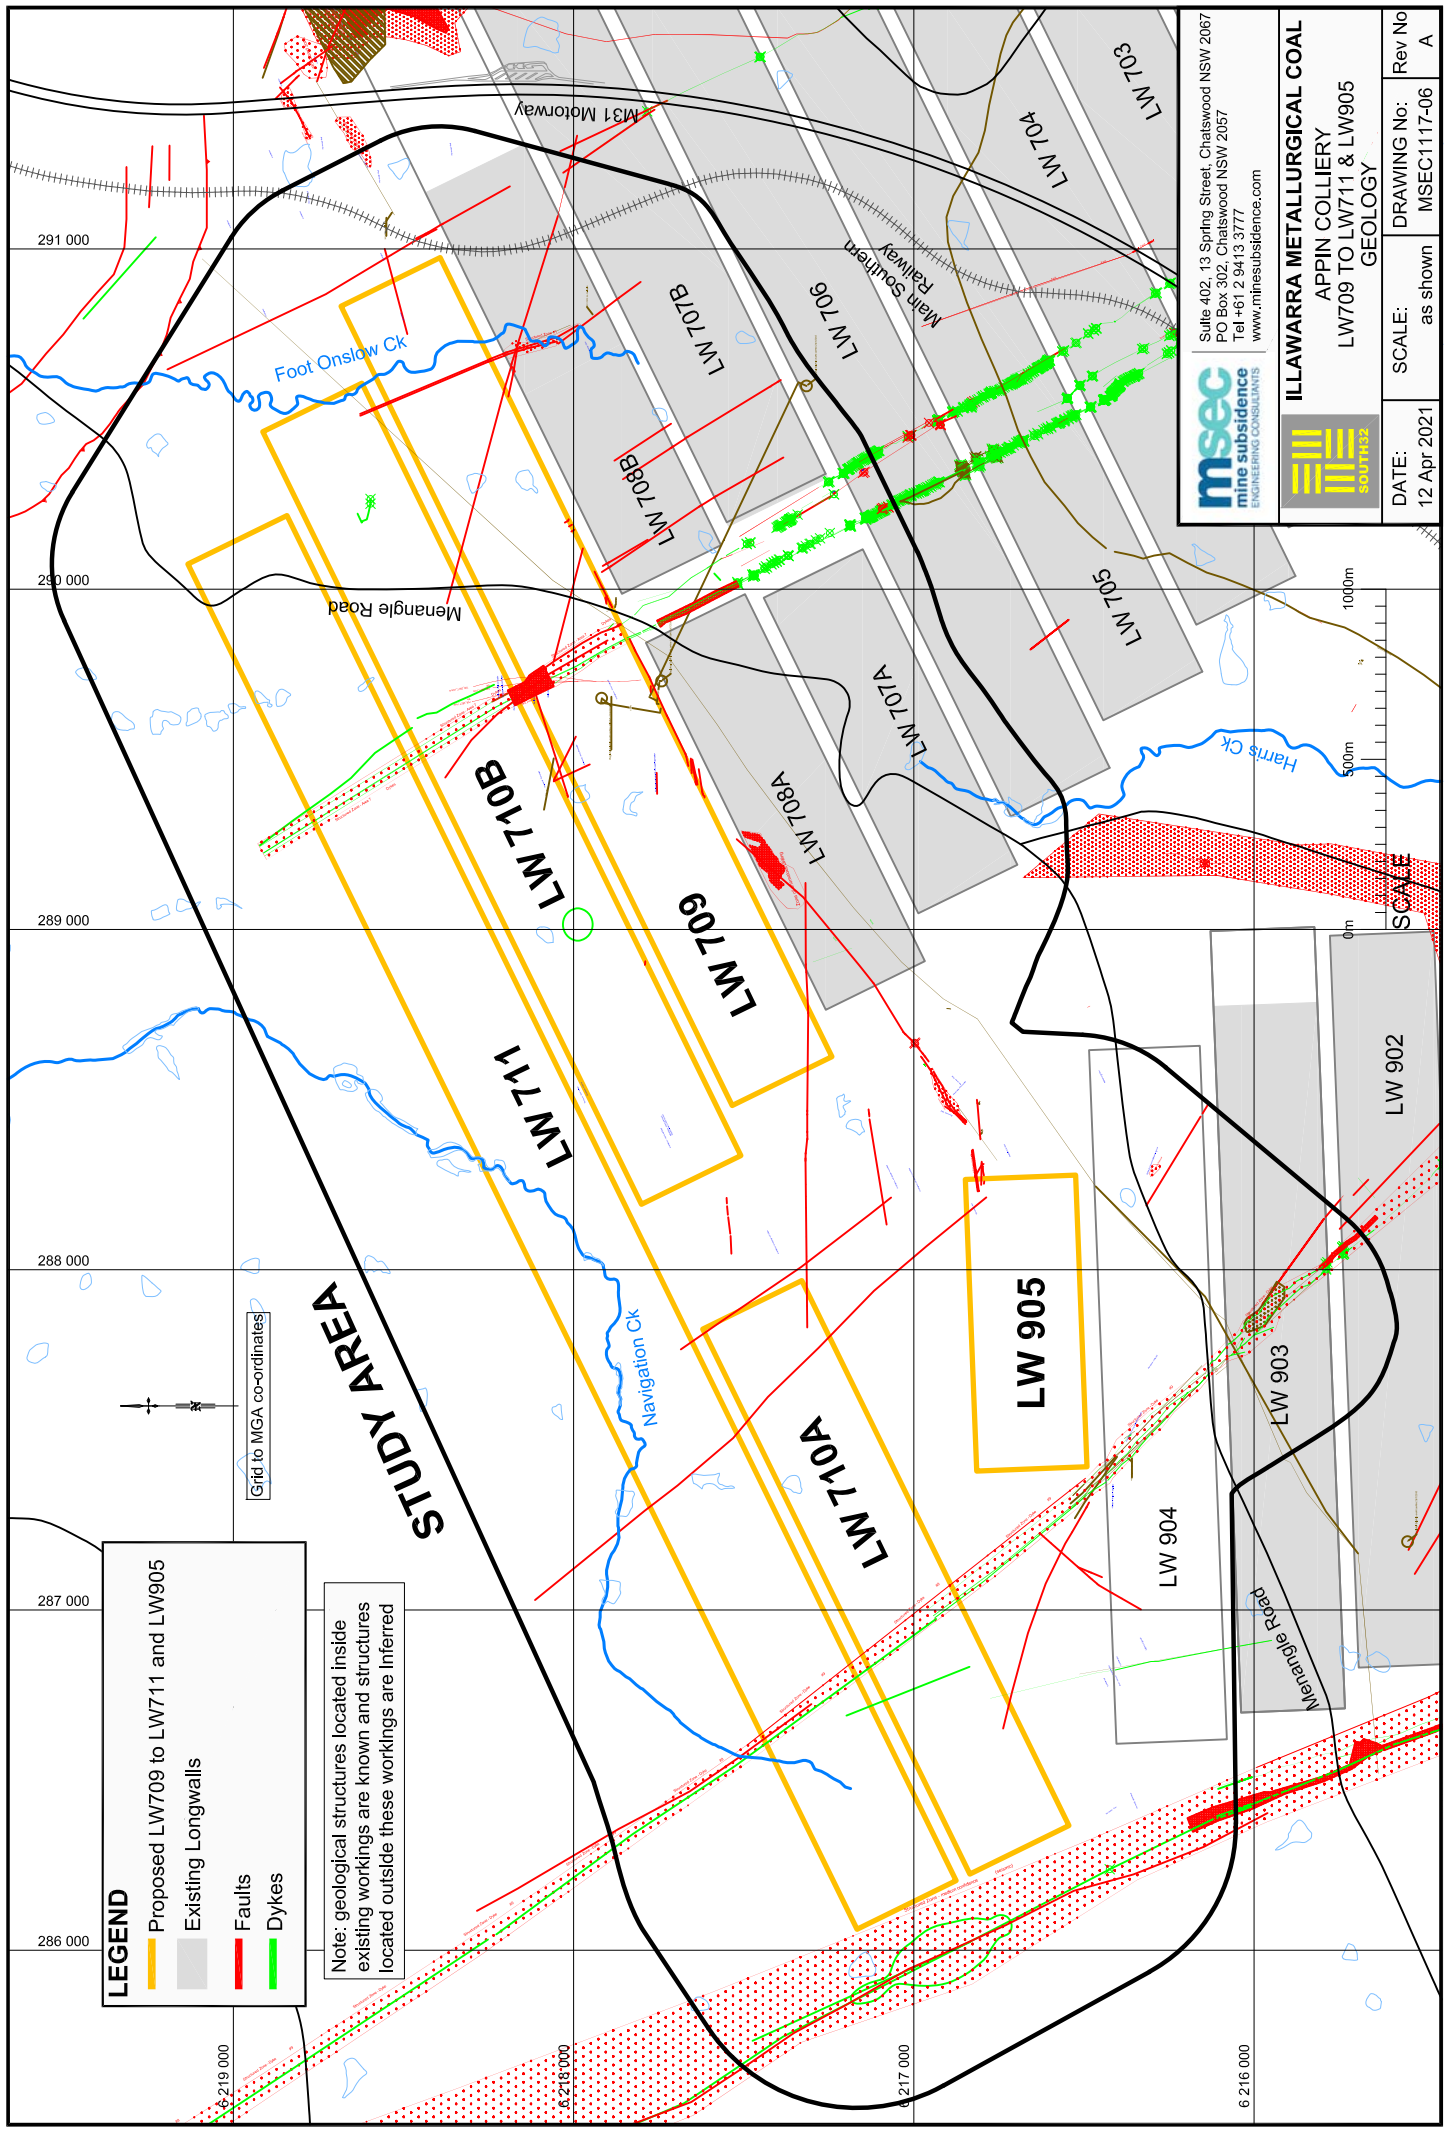 LEGEND
Proposed LW709 to LW711 and LW905
Existing Longwalls
Faults
Dykes
Note: geological structures located inside
existing workings are known and structures
located outside these workings are inferred
Grid to MGA co-ordinates
N
STUDY AREA
286 000
287 000
288 000
289 000
290 000
291 000
6 219 000
6 218 000
6 217 000
6 216 000
Foot Onslow Ck
Navigation Ck
Harris Ck
M31 Motorway
Main Southern
Railway
Menangle Road
Menangle Road
LW 711
LW 710B
LW 710A
LW 709
LW 905
LW 708B
LW 708A
LW 707B
LW 707A
LW 706
LW 705
LW 704
LW 703
LW 904
LW 903
LW 902
0m
500m
1000m
SCALE
msec
mine subsidence
ENGINEERING CONSULTANTS
Suite 402, 13 Spring Street, Chatswood NSW 2067
PO Box 302, Chatswood NSW 2057
Tel +61 2 9413 3777
www.minesubsidence.com
SOUTH32
ILLAWARRA METALLURGICAL COAL
APPIN COLLIERY
LW709 TO LW711 & LW905
GEOLOGY
DATE:
12 Apr 2021
SCALE:
as shown
DRAWING No:
MSEC1117-06
Rev No
A